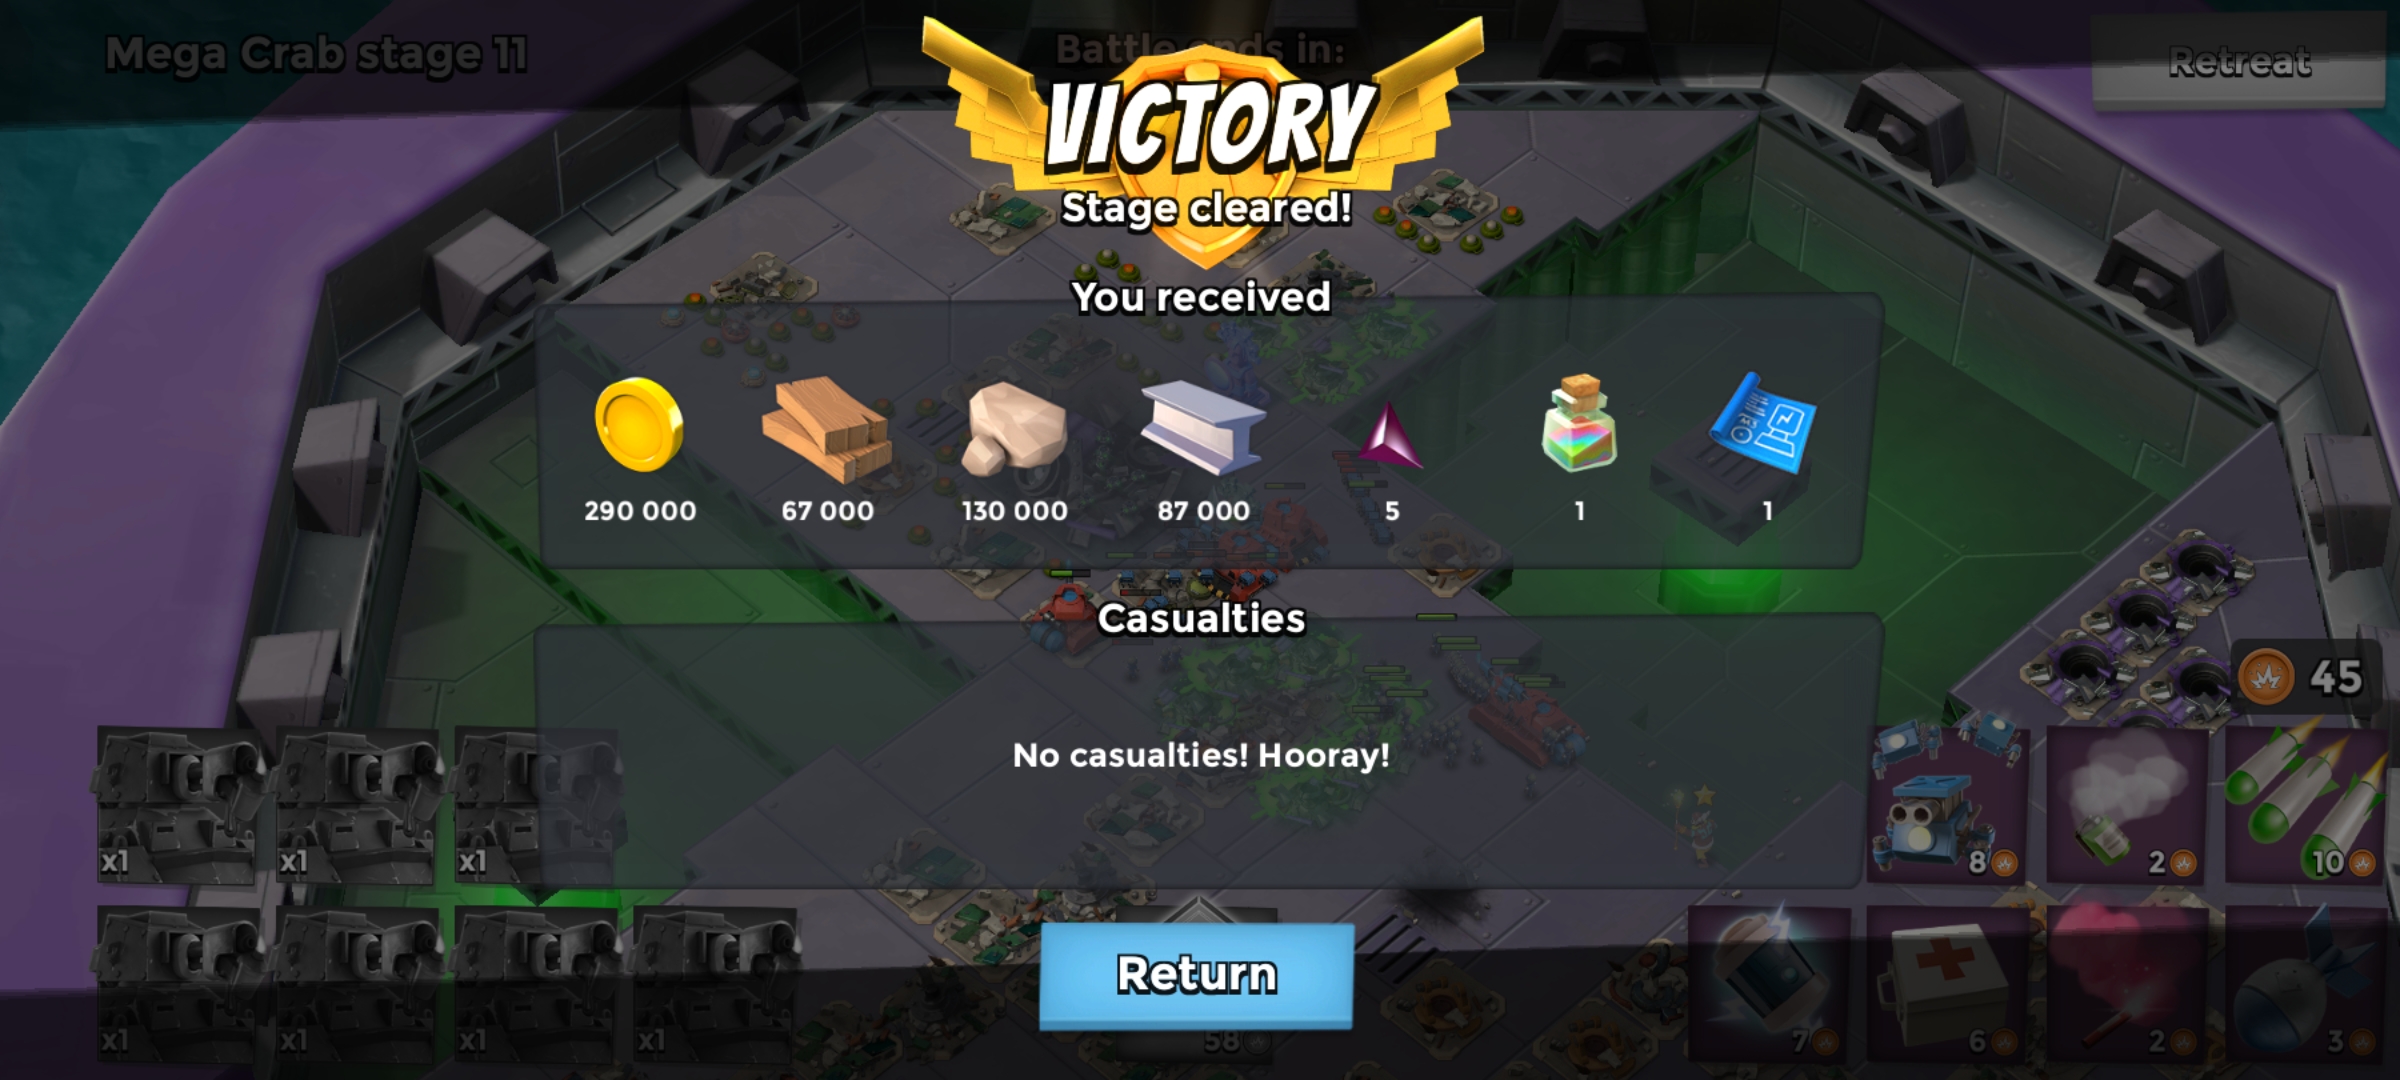 Mega Crab stage 11
Battle ends in:
Retreat
VICTORY
Stage cleared!
You received
290 000
67 000
130 000
87 000
5
1
1
Casualties
No casualties! Hooray!
45
x1
x1
x1
8
2
10
x1
x1
x1
x1
Return
58
7
6
2
3